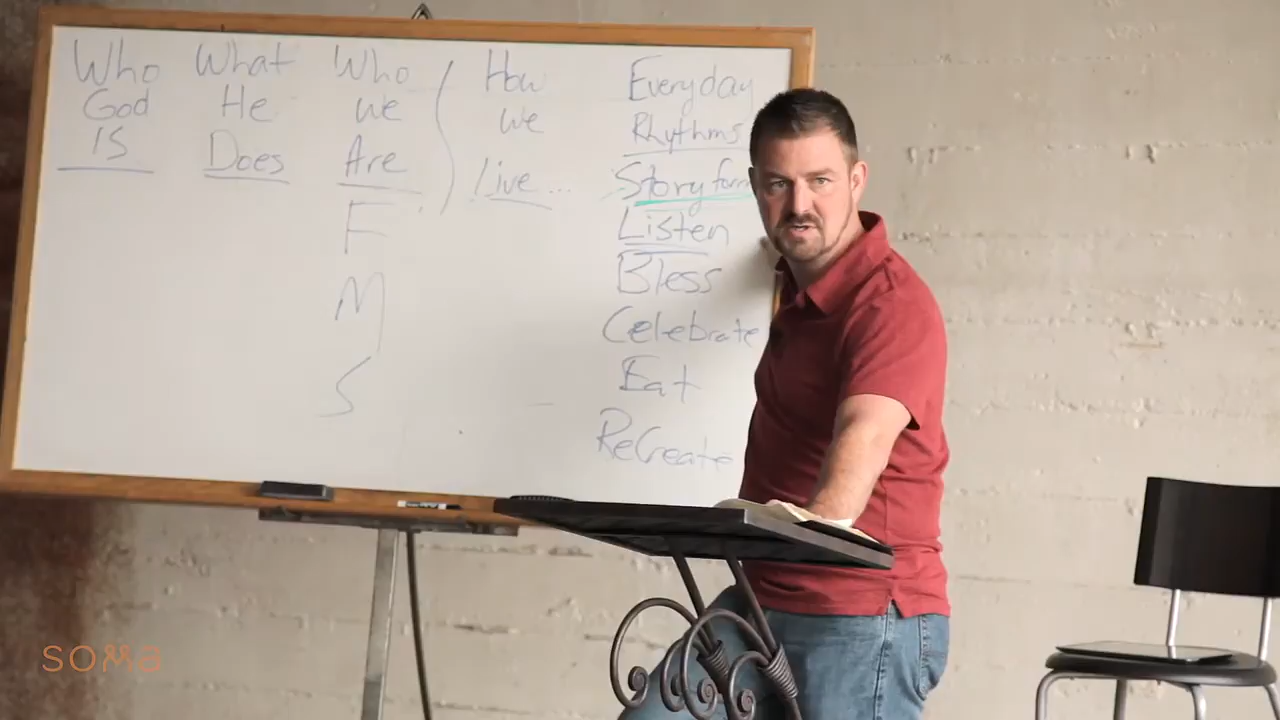 Who
God
IS
What
He
Does
Who
we
Are
F
M
S
How
we
Live...
Everyday
Rhythms
Story form
Listen
Bless
Celebrate
Eat
ReCreate
soma